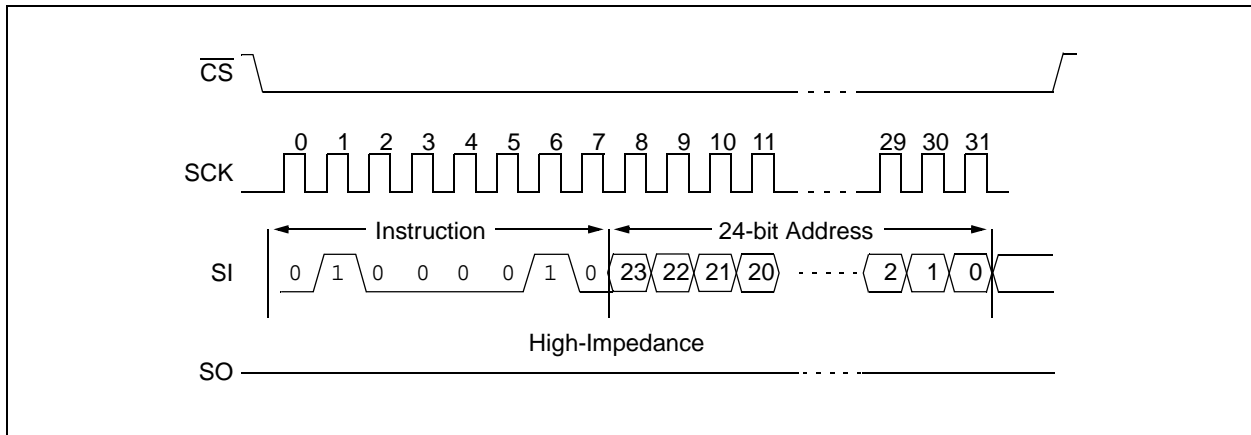 CS
0 1 2 3 4 5 6 7 8 9 10 11 29 30 31
SCK
Instruction 24-bit Address
SI 0 1 0 0 0 0 1 0 23 22 21 20 2 1 0
High-Impedance
SO